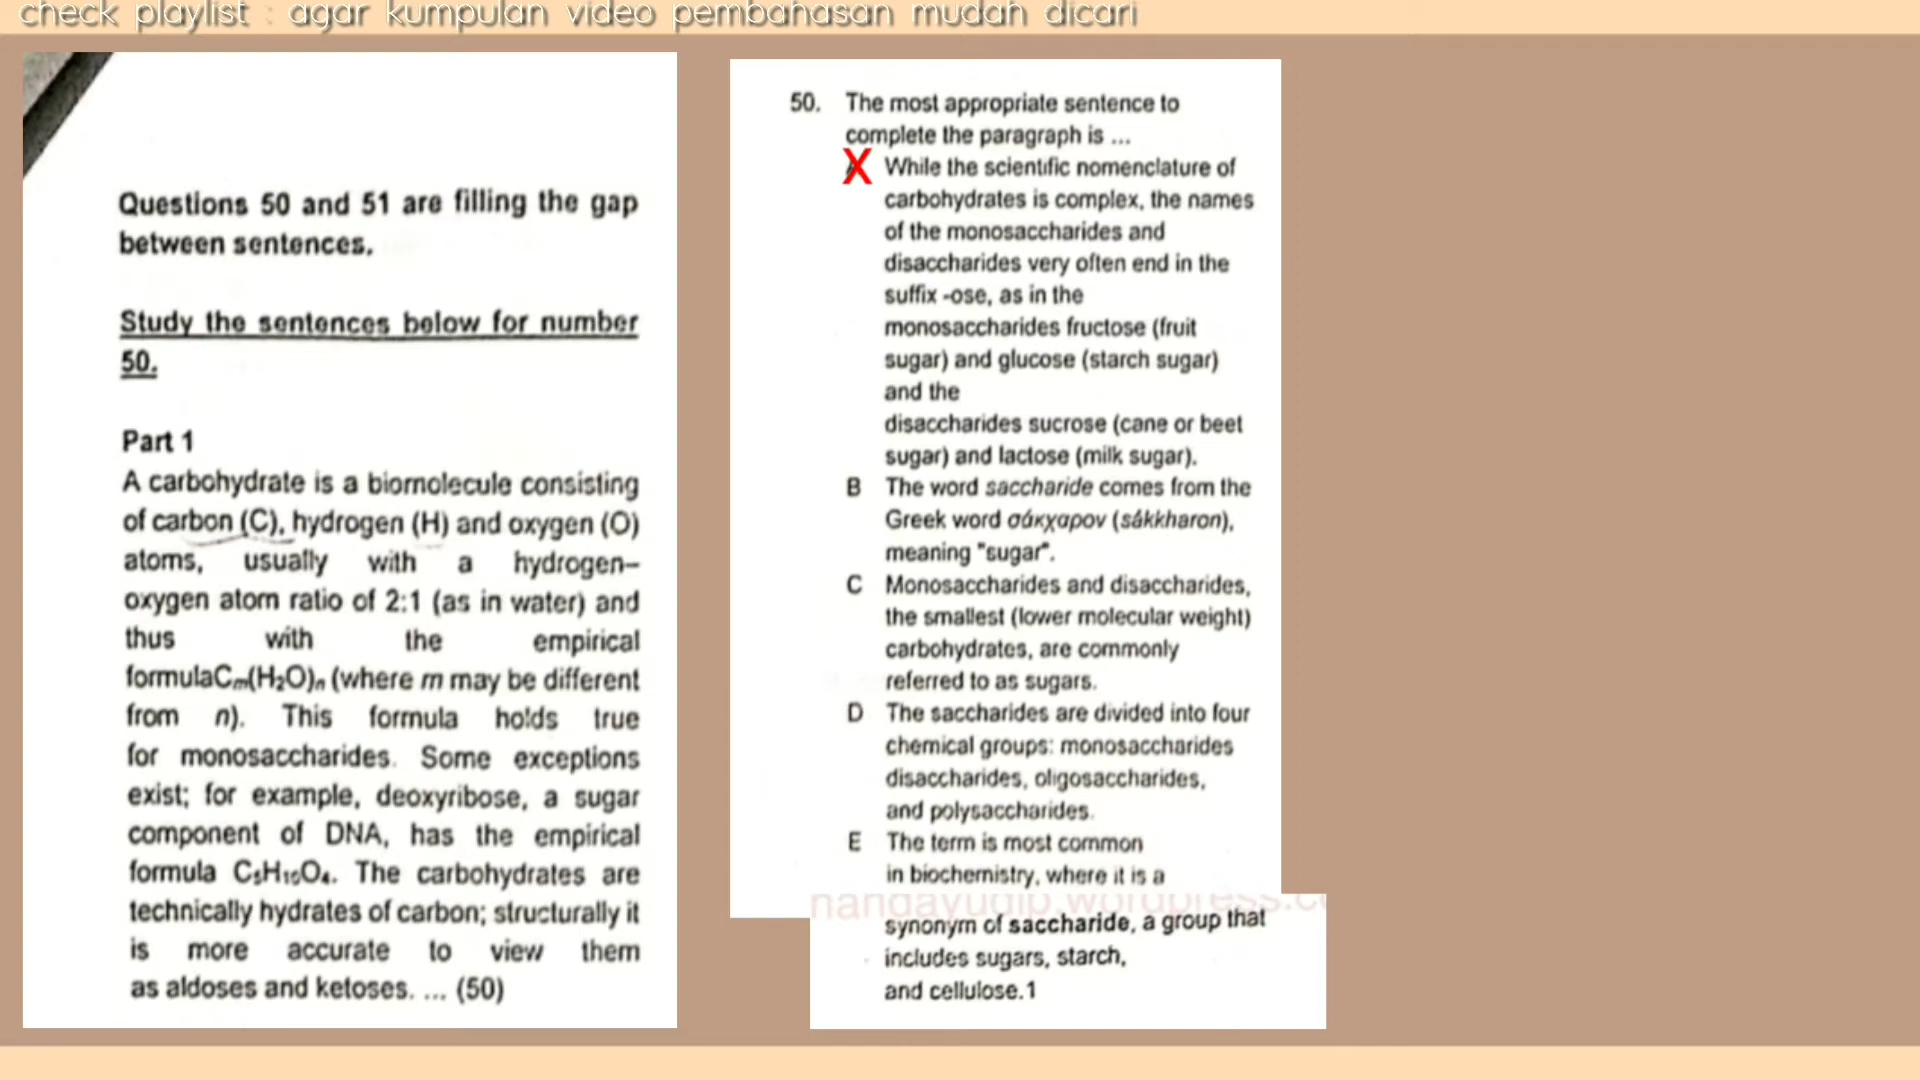 check playlist : agar kumpulan video pembahasan mudah dicari
Questions 50 and 51 are filling the gap
between sentences.
Study the sentences below for number
50.
Part 1
A carbohydrate is a biomolecule consisting
of carbon (C), hydrogen (H) and oxygen (O)
atoms, usually with a hydrogen–
oxygen atom ratio of 2:1 (as in water) and
thus with the empirical
formulaCm(H₂O)n (where m may be different
from n). This formula holds true
for monosaccharides. Some exceptions
exist; for example, deoxyribose, a sugar
component of DNA, has the empirical
formula C₅H₁₀O₄. The carbohydrates are
technically hydrates of carbon; structurally it
is more accurate to view them
as aldoses and ketoses. ... (50)
50. The most appropriate sentence to
complete the paragraph is ...
X While the scientific nomenclature of
carbohydrates is complex, the names
of the monosaccharides and
disaccharides very often end in the
suffix -ose, as in the
monosaccharides fructose (fruit
sugar) and glucose (starch sugar)
and the
disaccharides sucrose (cane or beet
sugar) and lactose (milk sugar).
B The word saccharide comes from the
Greek word σάκχαρον (sákkharon),
meaning "sugar".
C Monosaccharides and disaccharides,
the smallest (lower molecular weight)
carbohydrates, are commonly
referred to as sugars.
D The saccharides are divided into four
chemical groups: monosaccharides
disaccharides, oligosaccharides,
and polysaccharides.
E The term is most common
in biochemistry, where it is a
synonym of saccharide, a group that
includes sugars, starch,
and cellulose.1